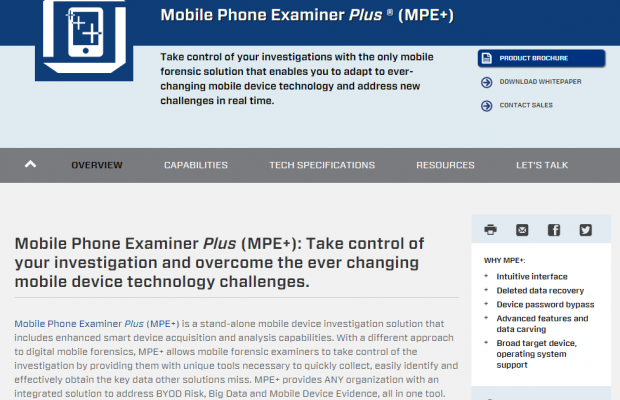 Mobile Phone Examiner Plus ® (MPE+)
Take control of your investigations with the only mobile
forensic solution that enables you to adapt to ever-
changing mobile device technology and address new
challenges in real time.
PRODUCT BROCHURE
DOWNLOAD WHITEPAPER
CONTACT SALES
OVERVIEW
CAPABILITIES
TECH SPECIFICATIONS
RESOURCES
LET'S TALK
Mobile Phone Examiner Plus (MPE+): Take control of
your investigation and overcome the ever changing
mobile device technology challenges.
Mobile Phone Examiner Plus (MPE+) is a stand-alone mobile device investigation solution that
includes enhanced smart device acquisition and analysis capabilities. With a different approach
to digital mobile forensics, MPE+ allows mobile forensic examiners to take control of the
investigation by providing them with unique tools necessary to quickly collect, easily identify and
effectively obtain the key data other solutions miss. MPE+ provides ANY organization with an
integrated solution to address BYOD Risk, Big Data and Mobile Device Evidence, all in one tool.
WHY MPE+:
+ Intuitive interface
+ Deleted data recovery
+ Device password bypass
+ Advanced features and
data carving
+ Broad target device,
operating system
support